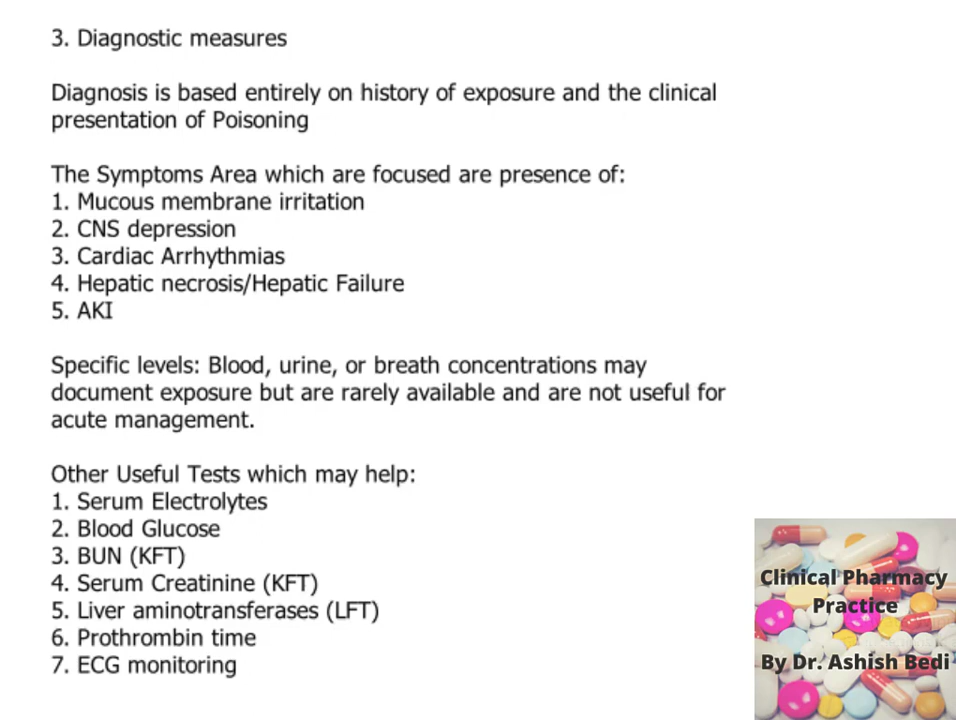 3. Diagnostic measures
Diagnosis is based entirely on history of exposure and the clinical
presentation of Poisoning
The Symptoms Area which are focused are presence of:
1. Mucous membrane irritation
2. CNS depression
3. Cardiac Arrhythmias
4. Hepatic necrosis/Hepatic Failure
5. AKI
Specific levels: Blood, urine, or breath concentrations may
document exposure but are rarely available and are not useful for
acute management.
Other Useful Tests which may help:
1. Serum Electrolytes
2. Blood Glucose
3. BUN (KFT)
4. Serum Creatinine (KFT)
5. Liver aminotransferases (LFT)
6. Prothrombin time
7. ECG monitoring
Clinical Pharmacy
Practice
By Dr. Ashish Bedi